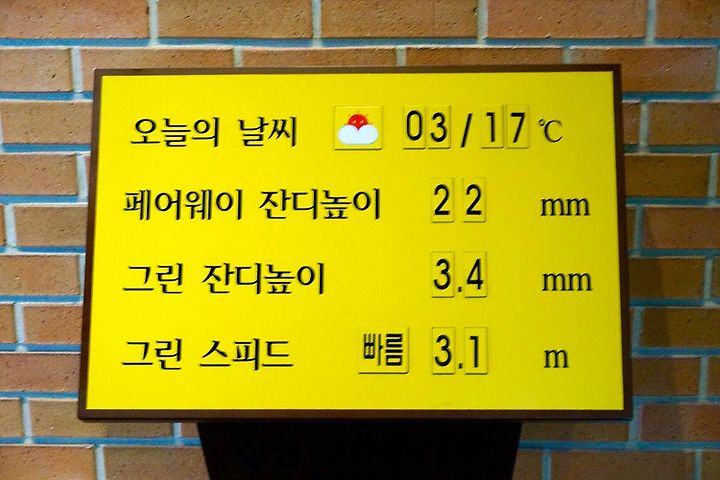 오늘의 날씨 03/17 ℃
페어웨이 잔디높이 22 mm
그린 잔디높이 3.4 mm
그린 스피드 빠름 3.1 m